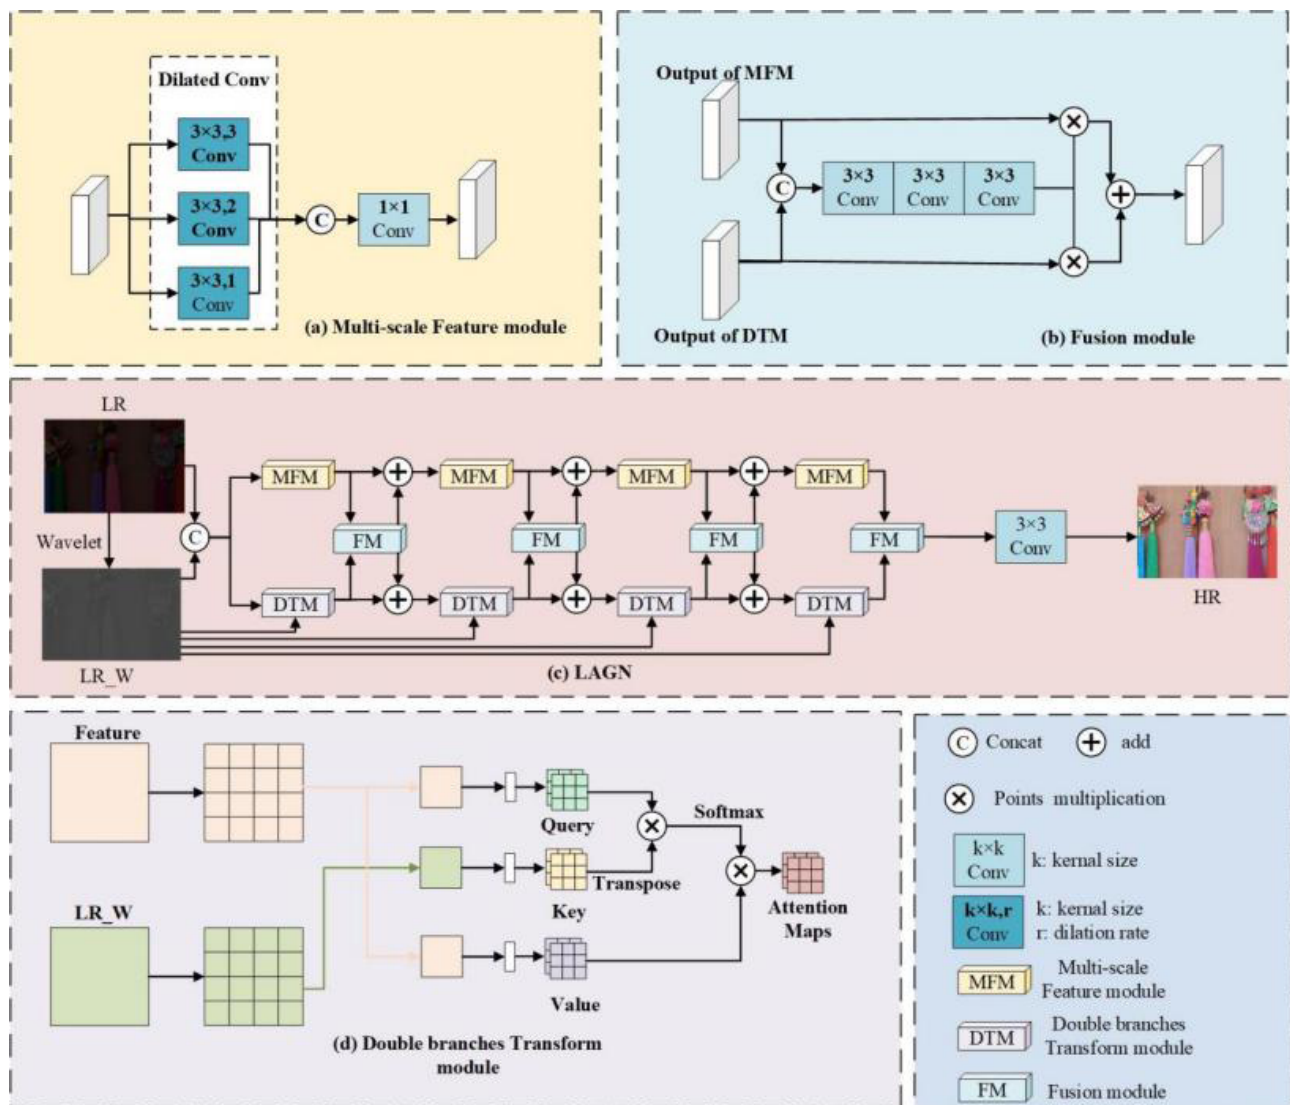 Dilated Conv
3×3,3
Conv
3×3,2
Conv
3×3,1
Conv
C
1×1
Conv
(a) Multi-scale Feature module
Output of MFM
C
3×3
Conv
3×3
Conv
3×3
Conv
Output of DTM
(b) Fusion module
LR
Wavelet
C
LR_W
MFM
MFM
MFM
MFM
FM
FM
FM
FM
DTM
DTM
DTM
DTM
3×3
Conv
HR
(c) LAGN
Feature
LR_W
Query
Key
Value
Transpose
Softmax
Attention
Maps
(d) Double branches Transform
module
C Concat
add
Points multiplication
k×k
Conv
k: kernal size
k×k,r
Conv
k: kernal size
r: dilation rate
MFM
Multi-scale
Feature module
DTM
Double branches
Transform module
FM
Fusion module